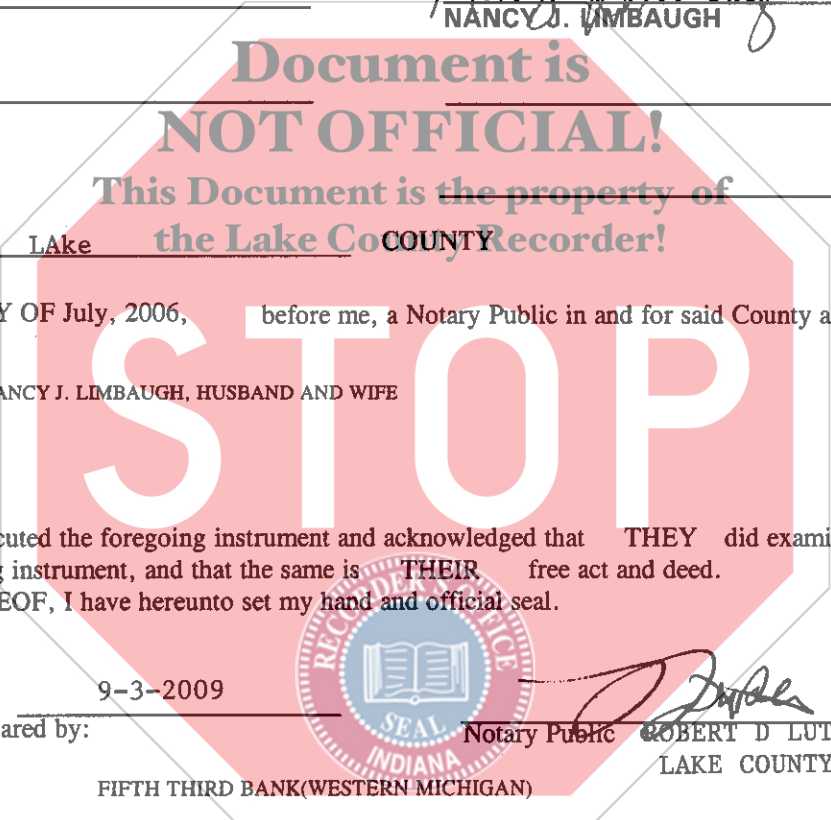 NANCY J. LIMBAUGH
Document is
NOT OFFICIAL!
This Document is the property of
the Lake County Recorder!
LAke COUNTY
Y OF July, 2006, before me, a Notary Public in and for said County a
ANCY J. LIMBAUGH, HUSBAND AND WIFE
STOP
cuted the foregoing instrument and acknowledged that THEY did exami
g instrument, and that the same is THEIR free act and deed.
EOF, I have hereunto set my hand and official seal.
RECORDER'S OFFICE
SEAL
INDIANA
9-3-2009
ared by:
Notary Public ROBERT D LUT
LAKE COUNTY
FIFTH THIRD BANK(WESTERN MICHIGAN)